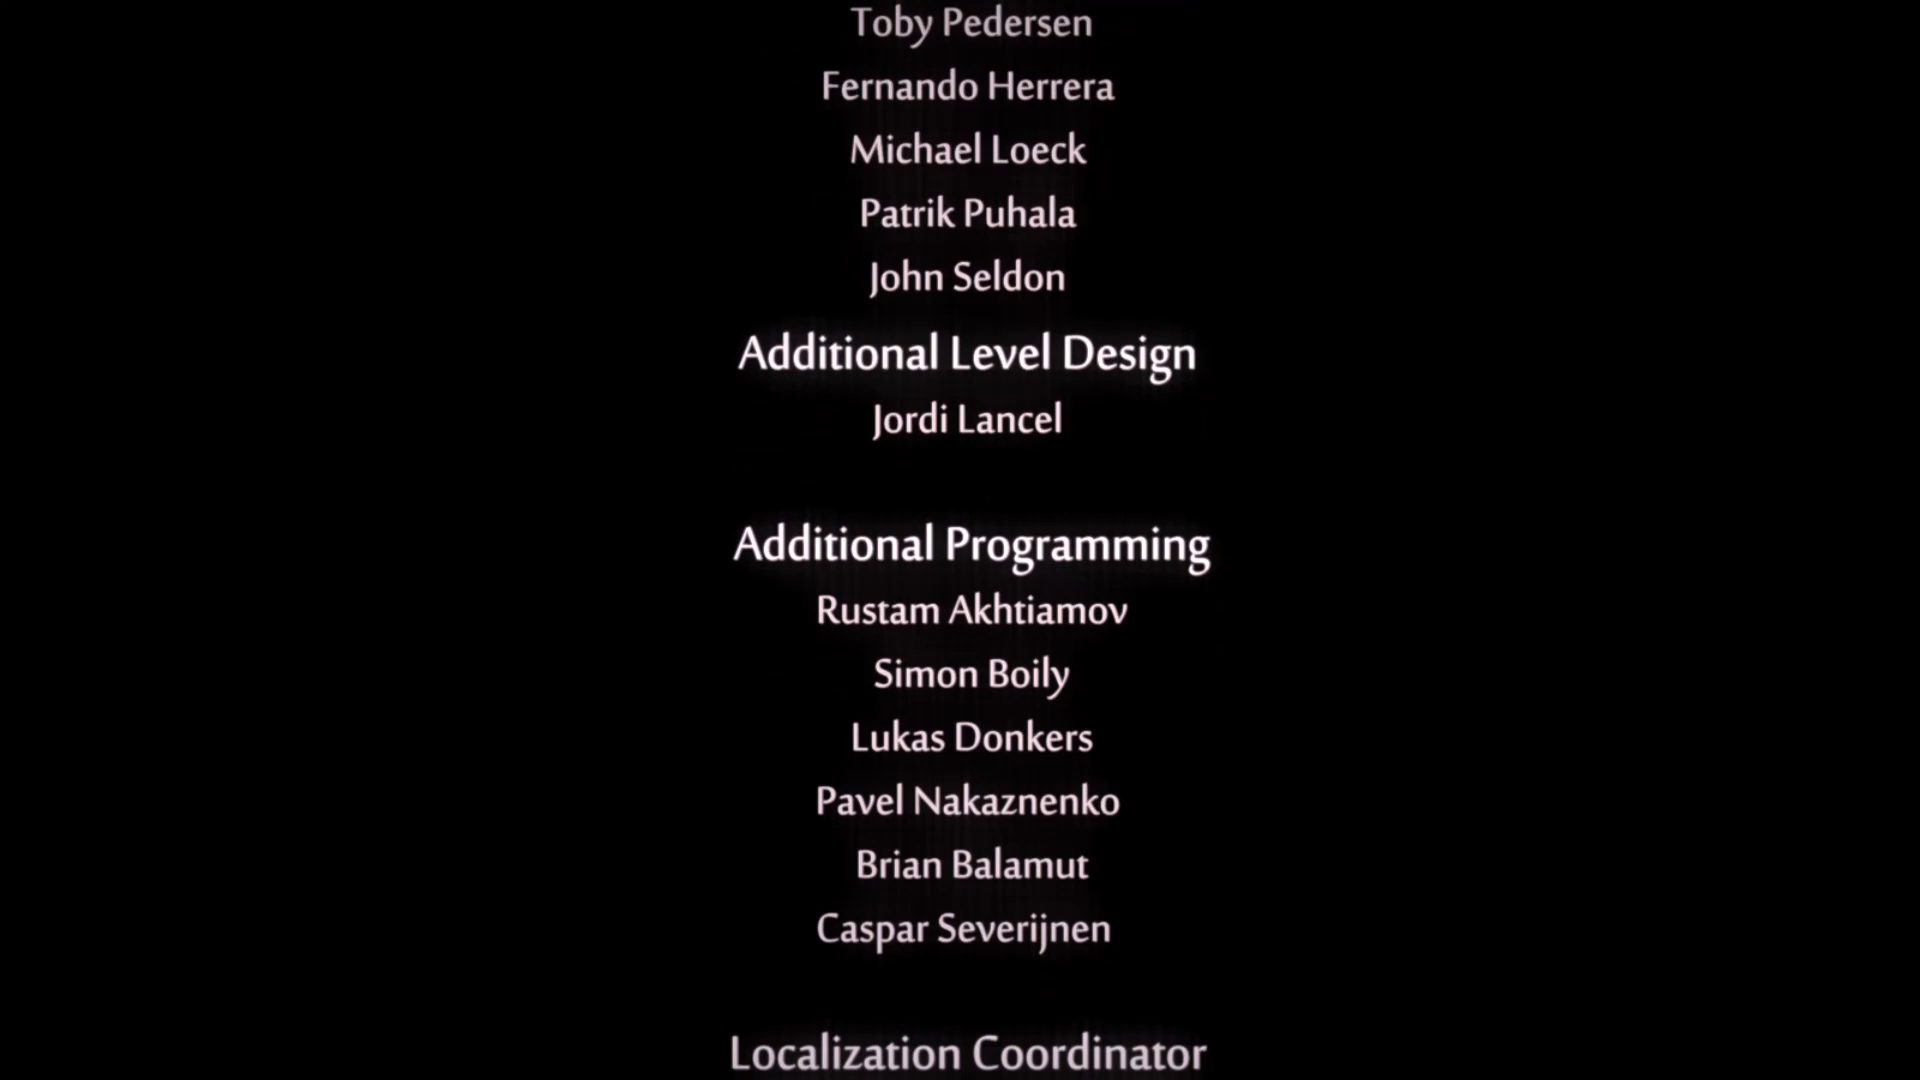 Toby Pedersen
Fernando Herrera
Michael Loeck
Patrik Puhala
John Seldon
Additional Level Design
Jordi Lancel
Additional Programming
Rustam Akhtiamov
Simon Boily
Lukas Donkers
Pavel Nakaznenko
Brian Balamut
Caspar Severijnen
Localization Coordinator